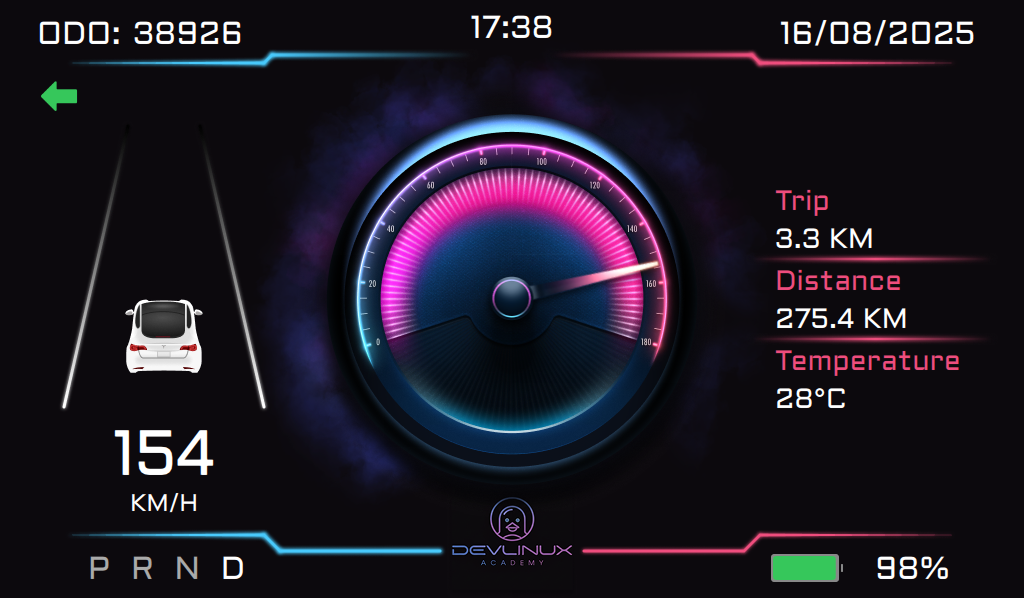 ODO: 38926
17:38
16/08/2025
80
100
60
120
40
140
20
160
0
180
Trip
3.3 KM
Distance
275.4 KM
Temperature
28°C
154
KM/H
DEVLINUX
ACADEMY
P R N D
98%